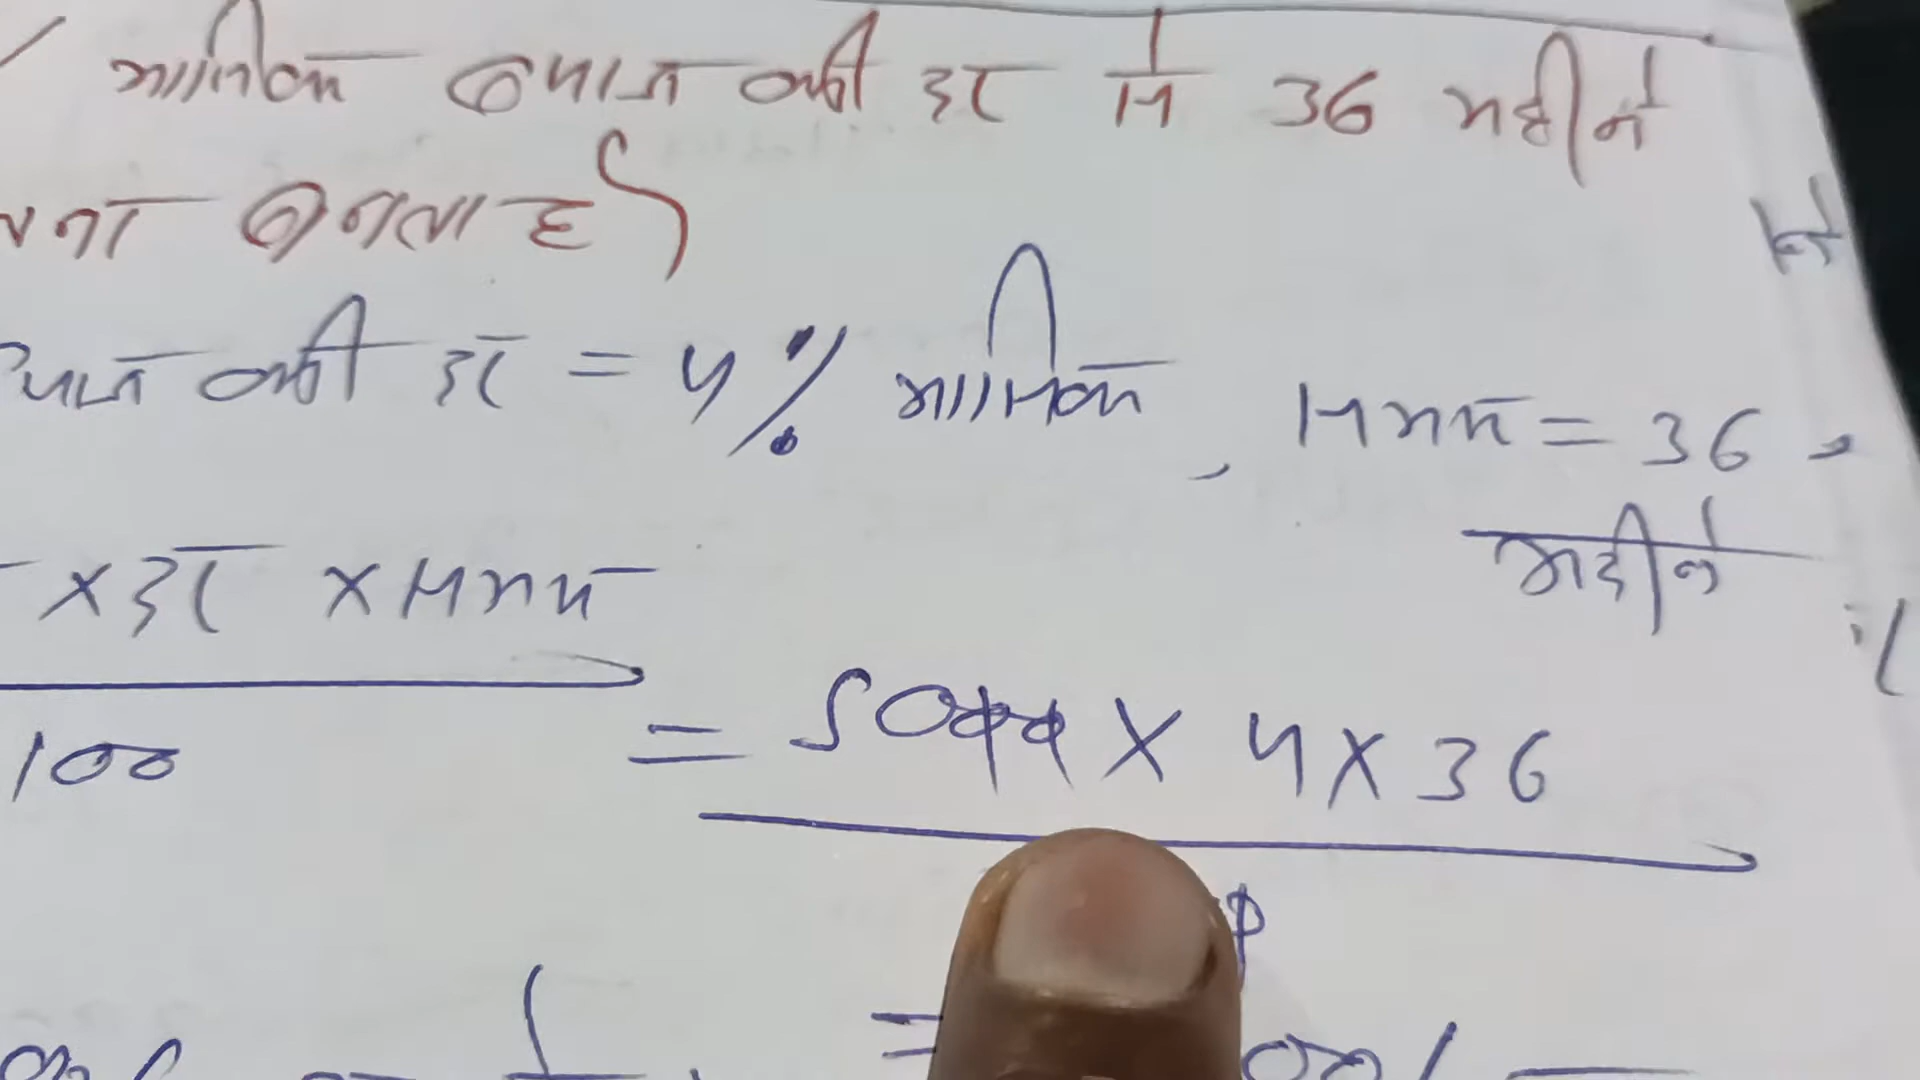 मासिक ब्याज की दर से 36 महीने
बनता है
ब्याज की दर = 4% मासिक, समय = 36
महीने
× दर × समय
100
= 5000 × 4 × 36
=